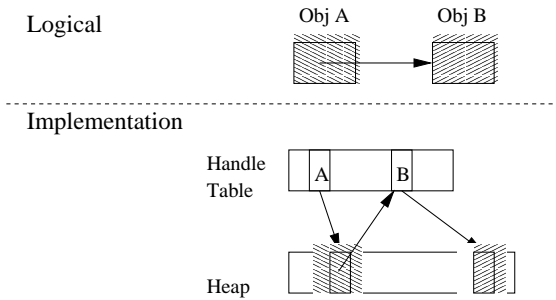 Logical
Obj A
Obj B
Implementation
Handle
Table
A
B
Heap